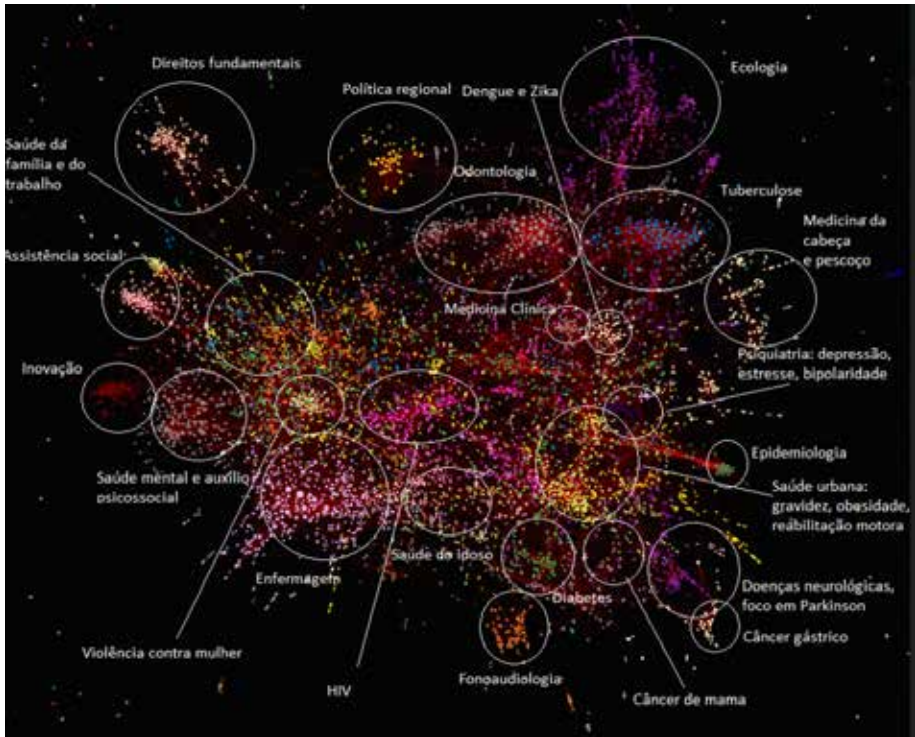 Direitos fundamentais
Política regional
Dengue e Zika
Ecologia
Saúde da
família e do
trabalho
Odontologia
Tuberculose
Medicina da
cabeça
e pescoço
Assistência social
Medicina Clínica
Psiquiatria: depressão,
estresse, bipolaridade
Inovação
Epidemiologia
Saúde mental e auxílio
psicossocial
Saúde urbana:
gravidez, obesidade,
reabilitação motora
Saúde do idoso
Enfermagem
Diabetes
Doenças neurológicas,
foco em Parkinson
Câncer gástrico
Violência contra mulher
HIV
Fonoaudiologia
Câncer de mama